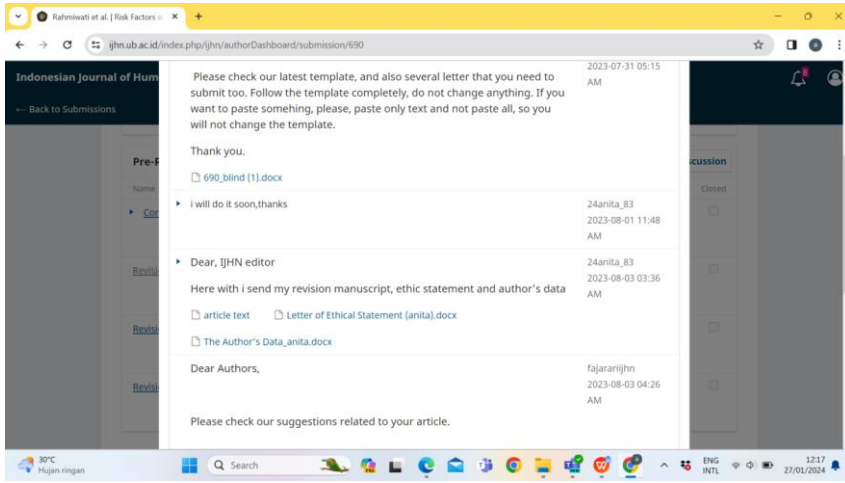 Rahmiwati et al. | Risk Factors o
ijhn.ub.ac.id/index.php/ijhn/authorDashboard/submission/690
Indonesian Journal of Hum
← Back to Submissions
8
Please check our latest template, and also several letter that you need to
submit too. Follow the template completely, do not change anything. If you
want to paste somehing, please, paste only text and not paste all, so you
will not change the template.
2023-07-31 05:15
AM
Thank you.
690_blind (1).docx
Pre-P
scussion
Name
Closed
Cor
i will do it soon,thanks
24anita_83
2023-08-01 11:48
AM
Revisi
Dear, IJHN editor
24anita_83
2023-08-03 03:36
AM
Here with i send my revision manuscript, ethic statement and author's data
article text
Letter of Ethical Statement (anita).docx
The Author's Data_anita.docx
Revisi
Dear Authors,
fajarariijhn
2023-08-03 04:26
AM
Revisi
Please check our suggestions related to your article.
30°C
Hujan ringan
Search
ENG
INTL
12:17
27/01/2024